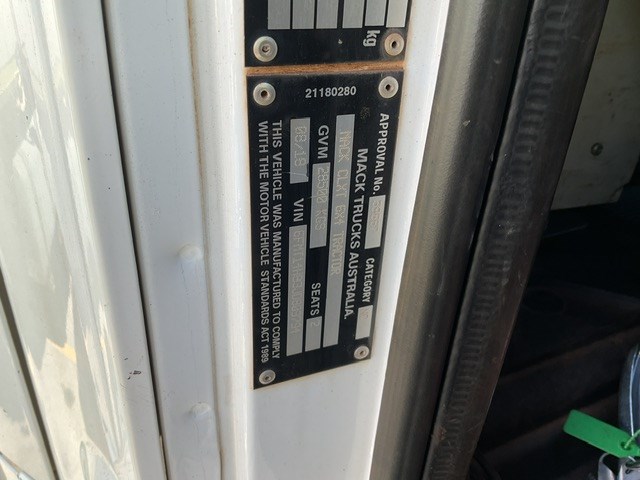 kg
21180280
APPROVAL No. CATEGORY
MACK TRUCKS AUSTRALIA.
MACK CLXT 6X4 TRACTOR
GVM SEATS 2
VIN
THIS VEHICLE WAS MANUFACTURED TO COMPLY
WITH THE MOTOR VEHICLE STANDARDS ACT 1989